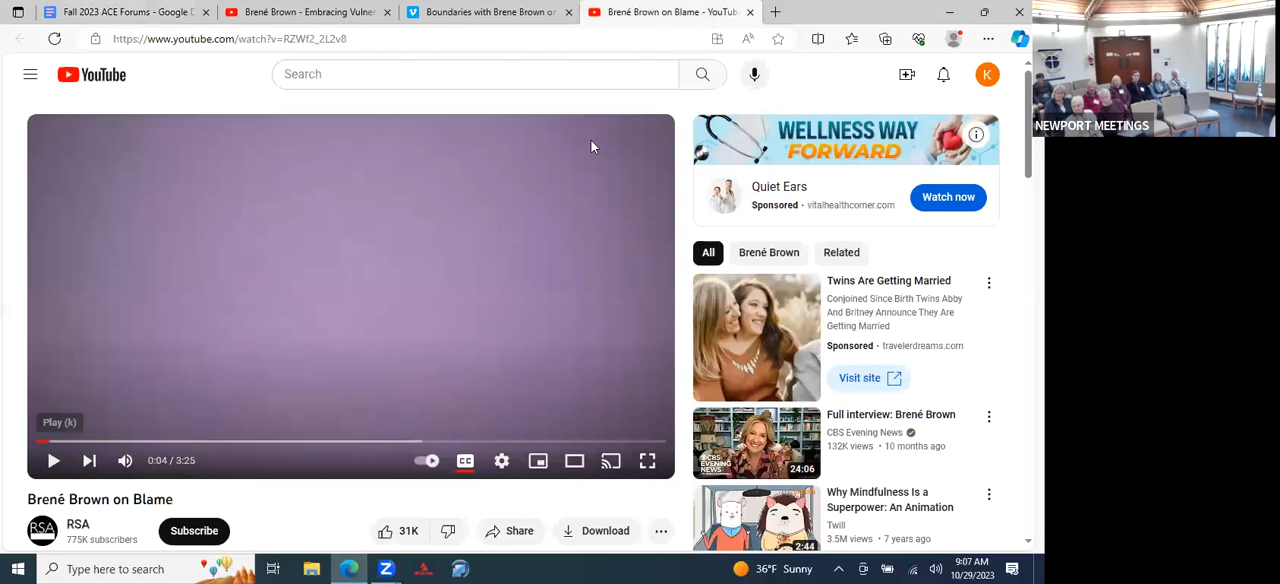 Fall 2023 ACE Forums - Google D
Brené Brown - Embracing Vulner
Boundaries with Brene Brown on
Brené Brown on Blame - YouTub
https://www.youtube.com/watch?v=RZWf2_2L2v8
YouTube
Search
K
NEWPORT MEETINGS
WELLNESS WAY
FORWARD
Quiet Ears
Sponsored · vitalhealthcorner.com
Watch now
All
Brené Brown
Related
Twins Are Getting Married
Conjoined Since Birth Twins Abby
And Britney Announce They Are
Getting Married
Sponsored · travelerdreams.com
Visit site
Play (k)
CC
0:04 / 3:25
Full interview: Brené Brown
CBS Evening News
132K views · 10 months ago
24:06
Brené Brown on Blame
RSA
RSA
775K subscribers
Subscribe
31K
Share
Download
Why Mindfulness Is a
Superpower: An Animation
Twill
3.5M views · 7 years ago
2:44
Type here to search
36°F Sunny
9:07 AM
10/29/2023